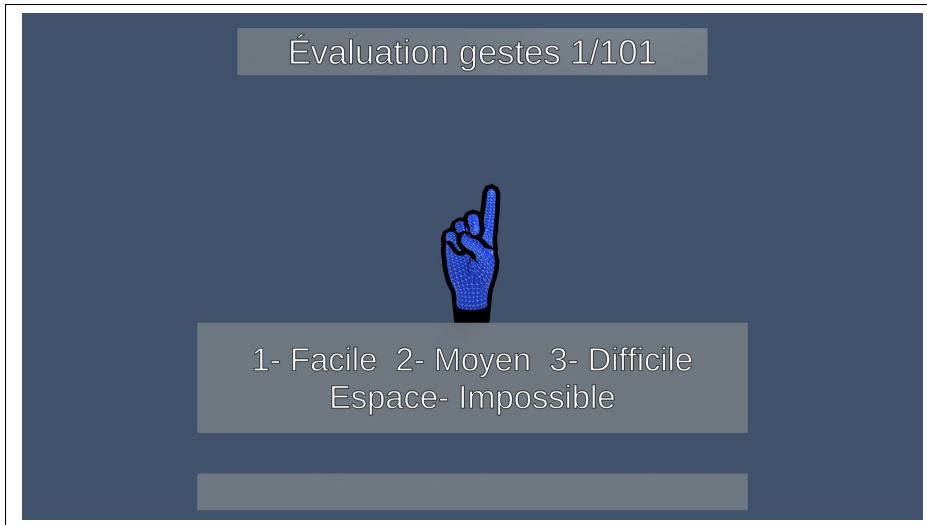 Évaluation gestes 1/101
1- Facile 2- Moyen 3- Difficile
Espace- Impossible